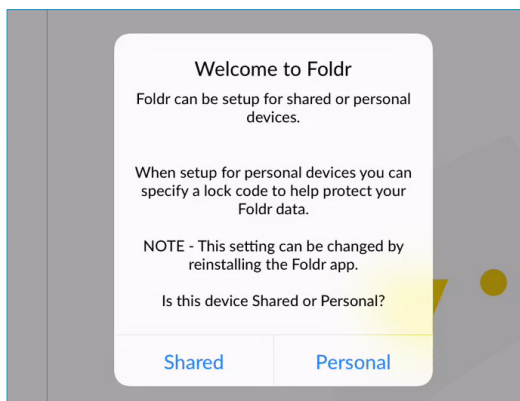 Welcome to Foldr
Foldr can be setup for shared or personal
devices.
When setup for personal devices you can
specify a lock code to help protect your
Foldr data.
NOTE - This setting can be changed by
reinstalling the Foldr app.
Is this device Shared or Personal?
Shared
Personal